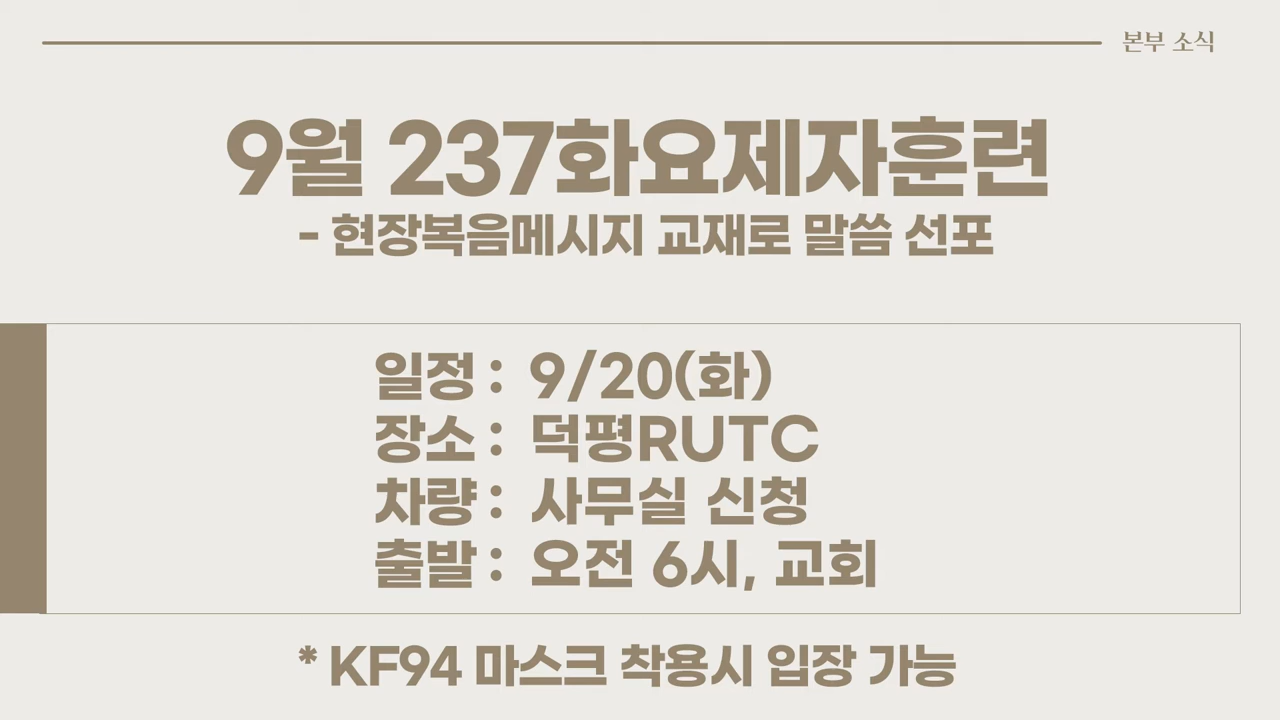 본부 소식
9월 237화요제자훈련
- 현장복음메시지 교재로 말씀 선포
일정 : 9/20(화)
장소 : 덕평RUTC
차량 : 사무실 신청
출발 : 오전 6시, 교회
* KF94 마스크 착용시 입장 가능